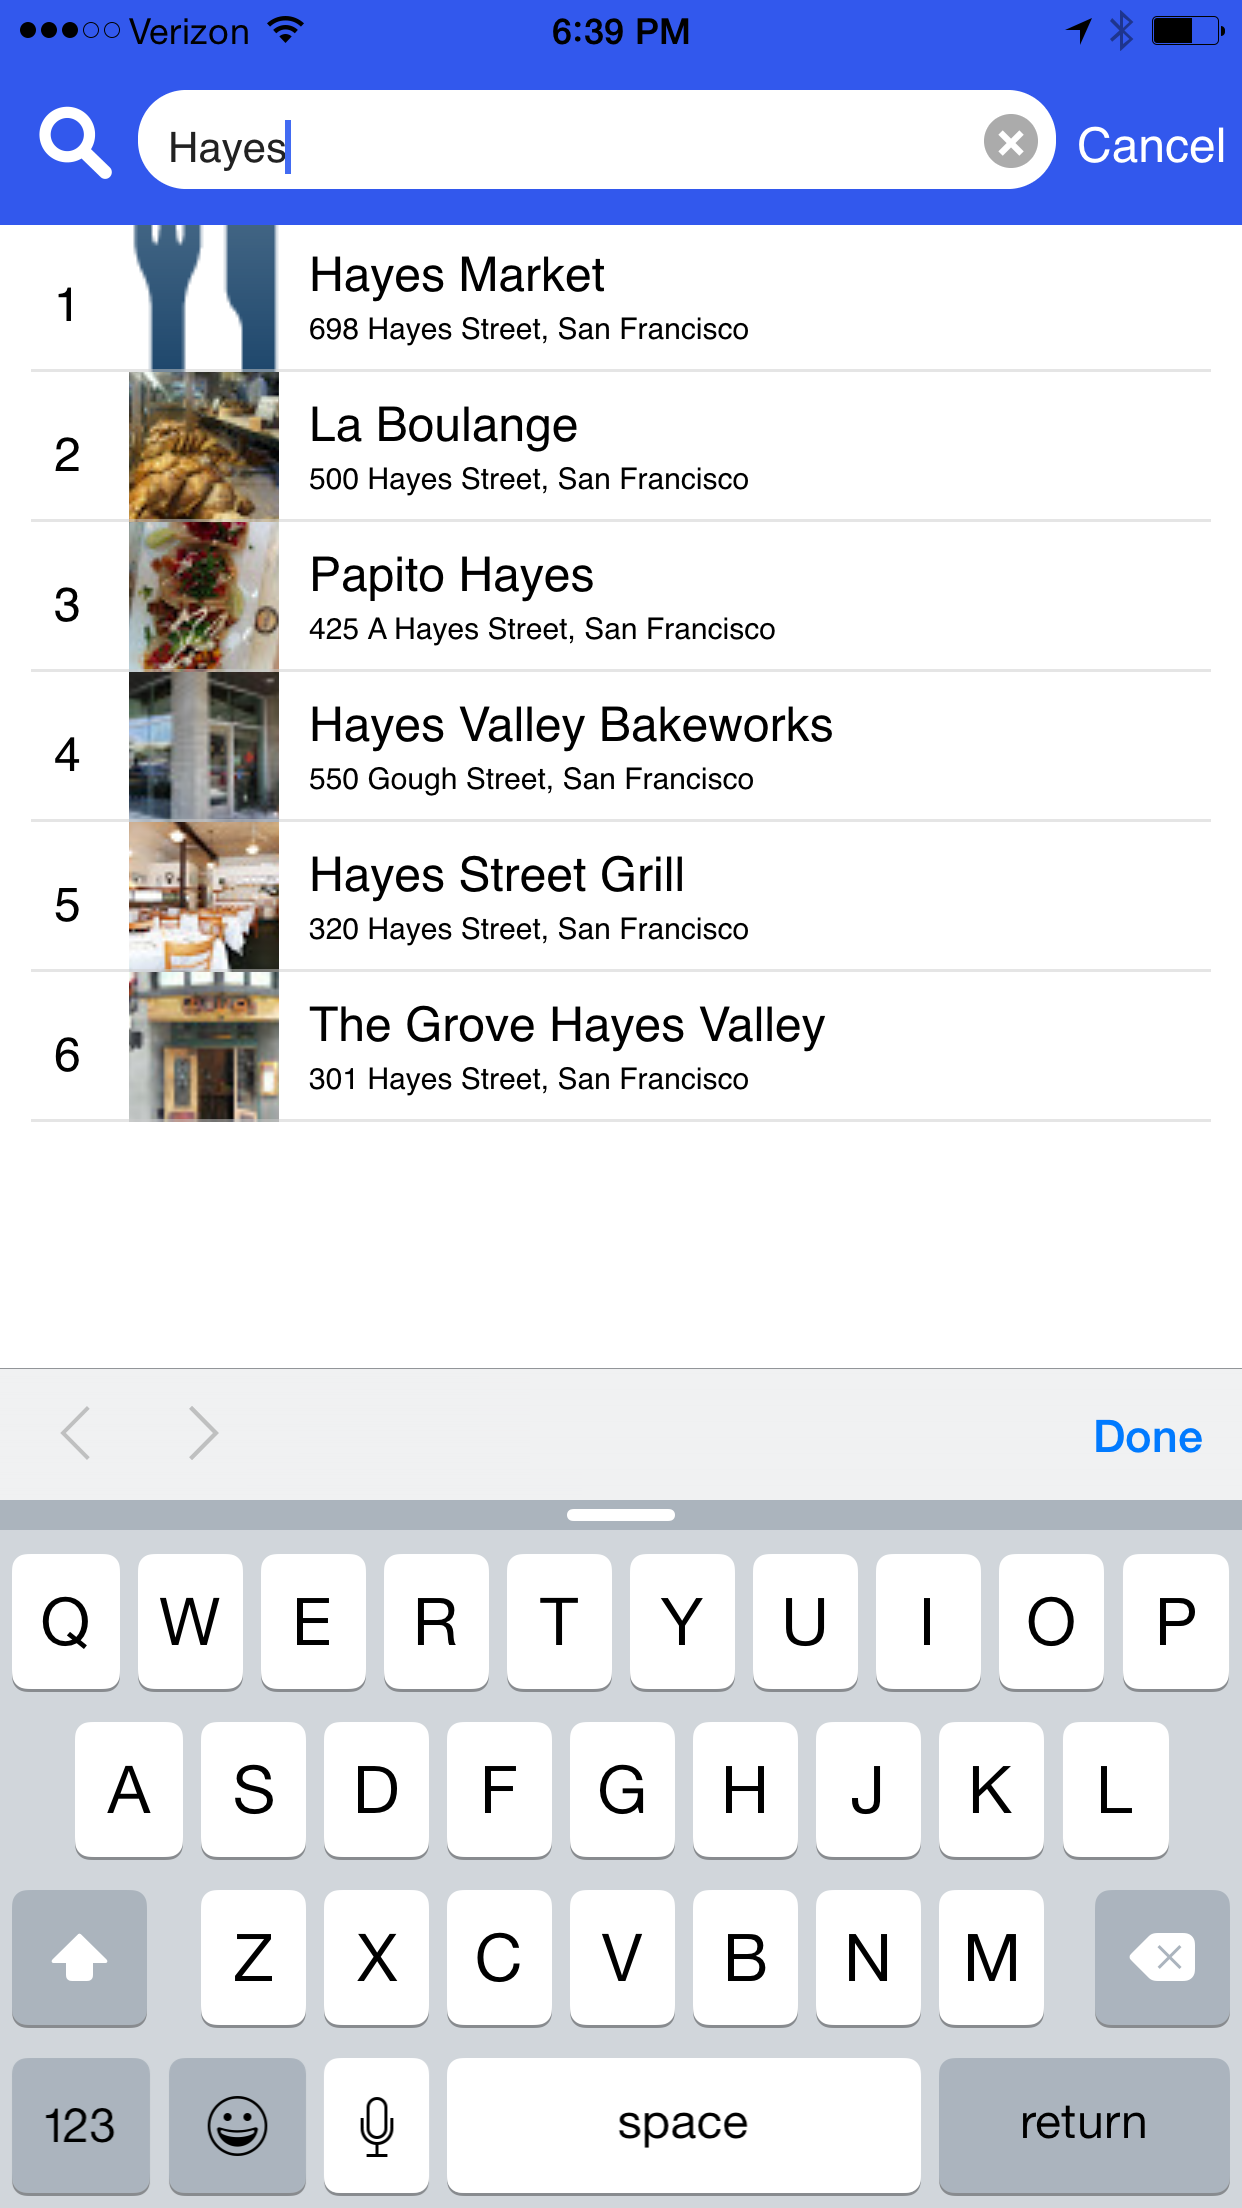 Verizon 6:39 PM
Hayes Cancel
1 Hayes Market
698 Hayes Street, San Francisco
2 La Boulange
500 Hayes Street, San Francisco
3 Papito Hayes
425 A Hayes Street, San Francisco
4 Hayes Valley Bakeworks
550 Gough Street, San Francisco
5 Hayes Street Grill
320 Hayes Street, San Francisco
6 The Grove Hayes Valley
301 Hayes Street, San Francisco
Done
Q W E R T Y U I O P
A S D F G H J K L
Z X C V B N M
123 space return